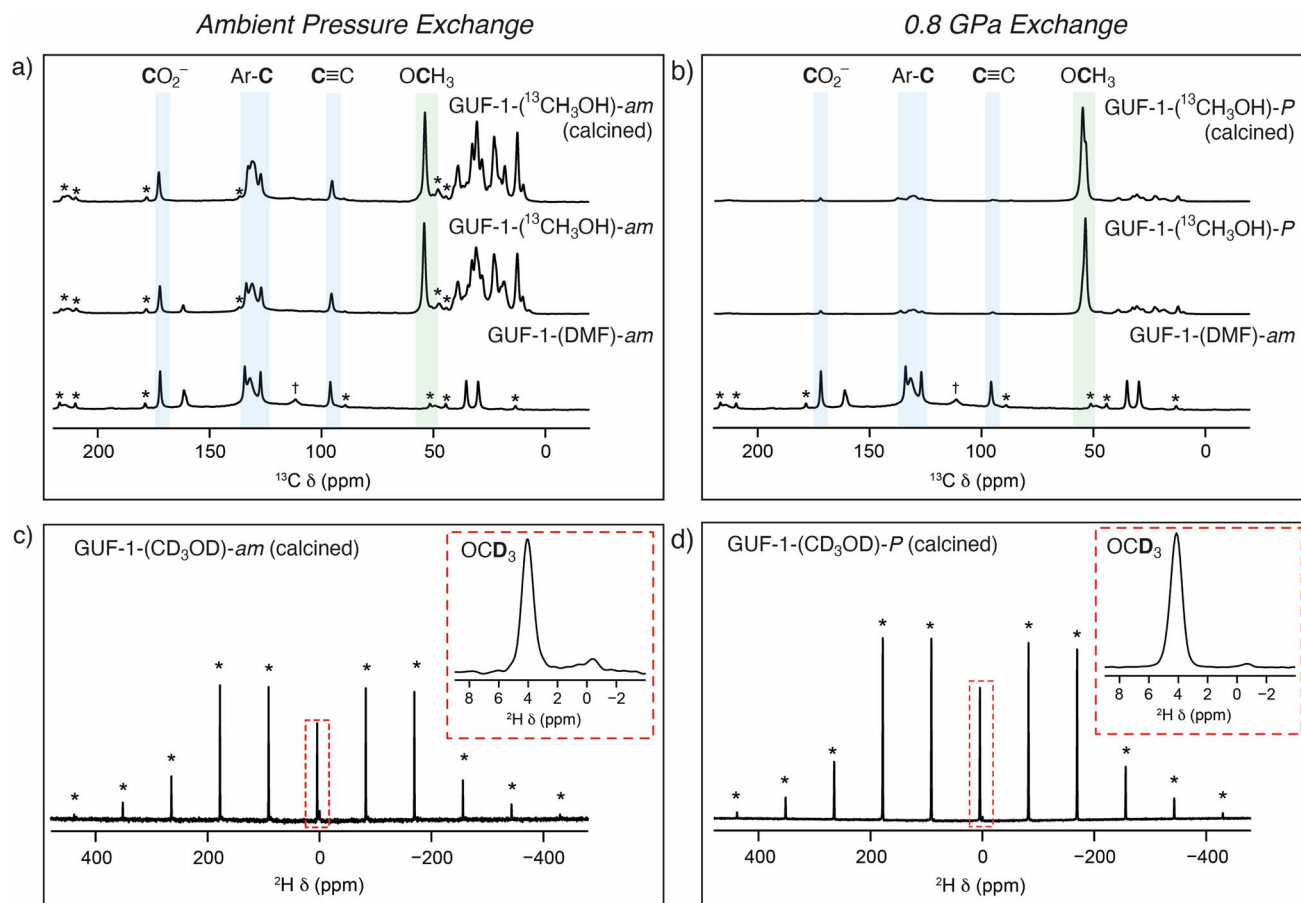 Ambient Pressure Exchange
0.8 GPa Exchange
a)
CO₂⁻ Ar-C C≡C OCH₃
GUF-1-(¹³CH₃OH)-am
(calcined)
* * * * * *
GUF-1-(¹³CH₃OH)-am
* * * * * *
GUF-1-(DMF)-am
* * * † * * * *
200 150 100 50 0
¹³C δ (ppm)
b)
CO₂⁻ Ar-C C≡C OCH₃
GUF-1-(¹³CH₃OH)-P
(calcined)
GUF-1-(¹³CH₃OH)-P
GUF-1-(DMF)-am
* * * † * * * *
200 150 100 50 0
¹³C δ (ppm)
c)
GUF-1-(CD₃OD)-am (calcined)
OCD₃
8 6 4 2 0 −2
²H δ (ppm)
* * * * * * * * * *
400 200 0 −200 −400
²H δ (ppm)
d)
GUF-1-(CD₃OD)-P (calcined)
OCD₃
8 6 4 2 0 −2
²H δ (ppm)
* * * * * * * * * *
400 200 0 −200 −400
²H δ (ppm)